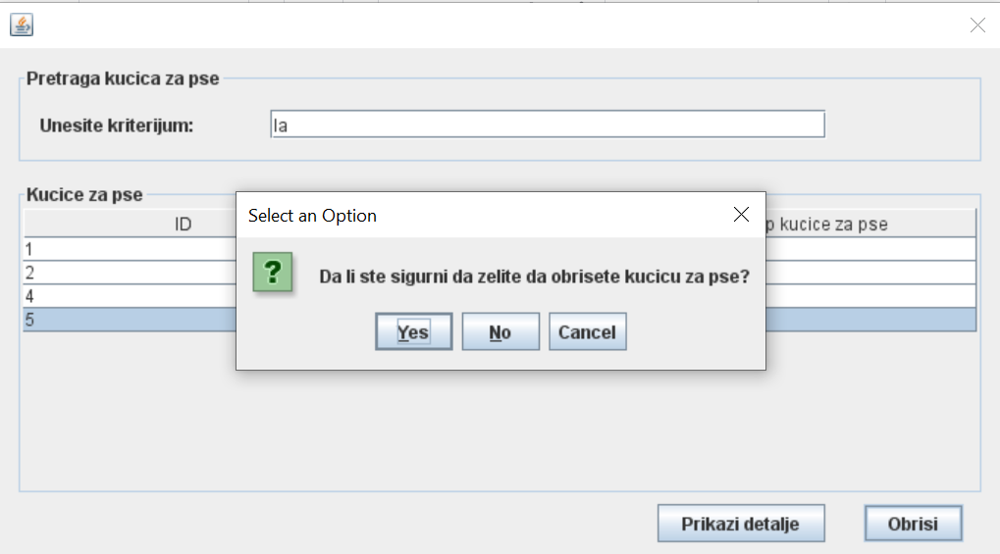 Pretraga kucica za pse
Unesite kriterijum: la
Kucice za pse
ID kucice za pse
1
2
4
5
Select an Option
Da li ste sigurni da zelite da obrisete kucicu za pse?
Yes No Cancel
Prikazi detalje Obrisi